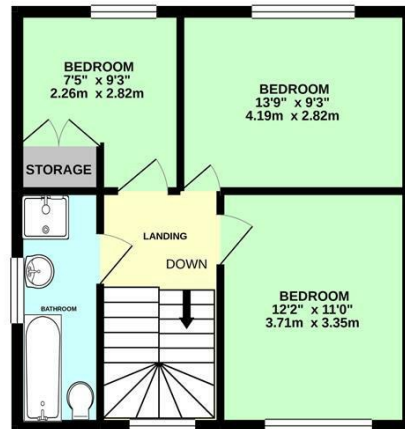 BEDROOM
7'5" x 9'3"
2.26m x 2.82m
BEDROOM
13'9" x 9'3"
4.19m x 2.82m
STORAGE
LANDING
DOWN
BATHROOM
BEDROOM
12'2" x 11'0"
3.71m x 3.35m